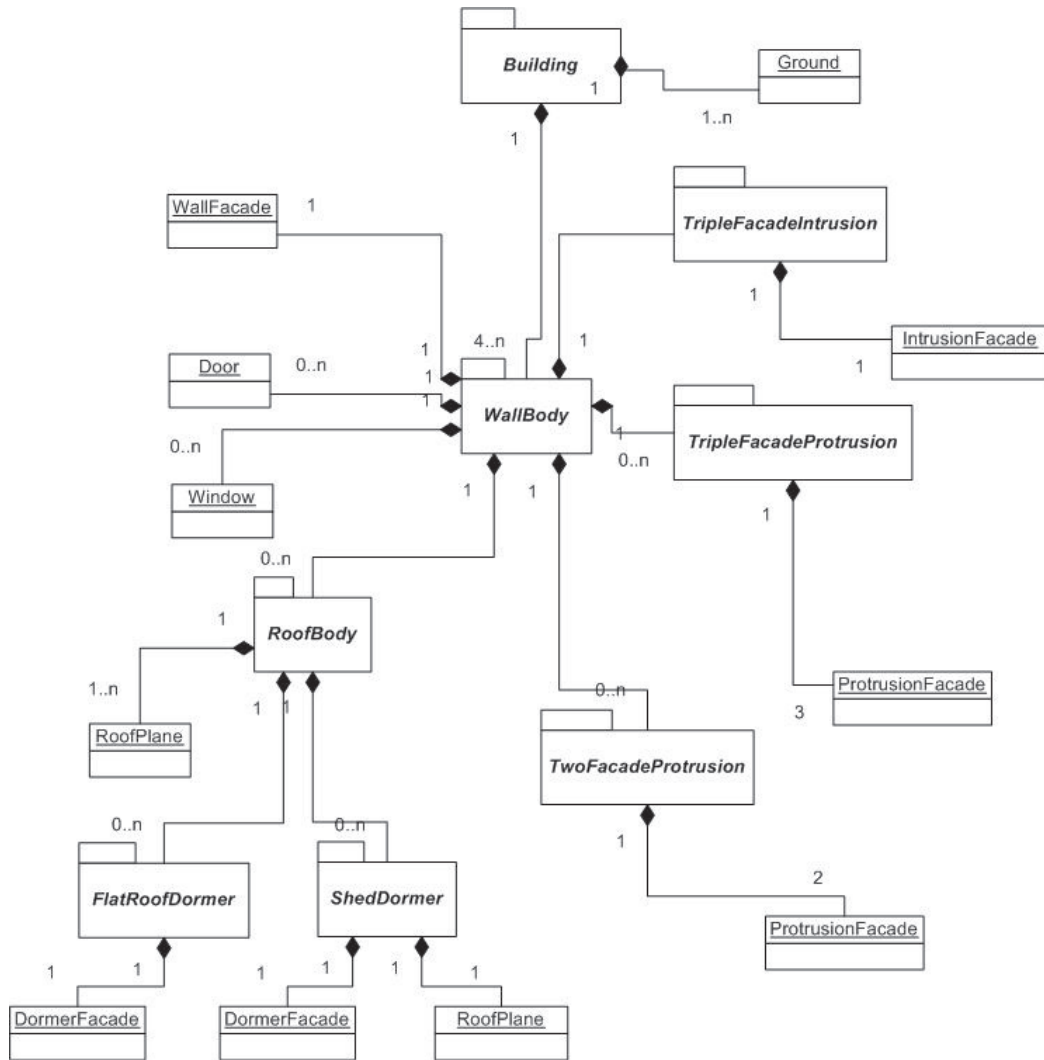 Building
1
Ground
1..n
1
WallFacade
1
TripleFacadeIntrusion
1
IntrusionFacade
1
4..n
1
1
Door
0..n
1
1
WallBody
1
0..n
TripleFacadeProtrusion
0..n
Window
1
1
1
0..n
1
RoofBody
1..n
1
1
RoofPlane
ProtrusionFacade
3
0..n
TwoFacadeProtrusion
1
0..n
0..n
FlatRoofDormer
ShedDormer
2
ProtrusionFacade
1
1
1
1
1
1
DormerFacade
DormerFacade
RoofPlane